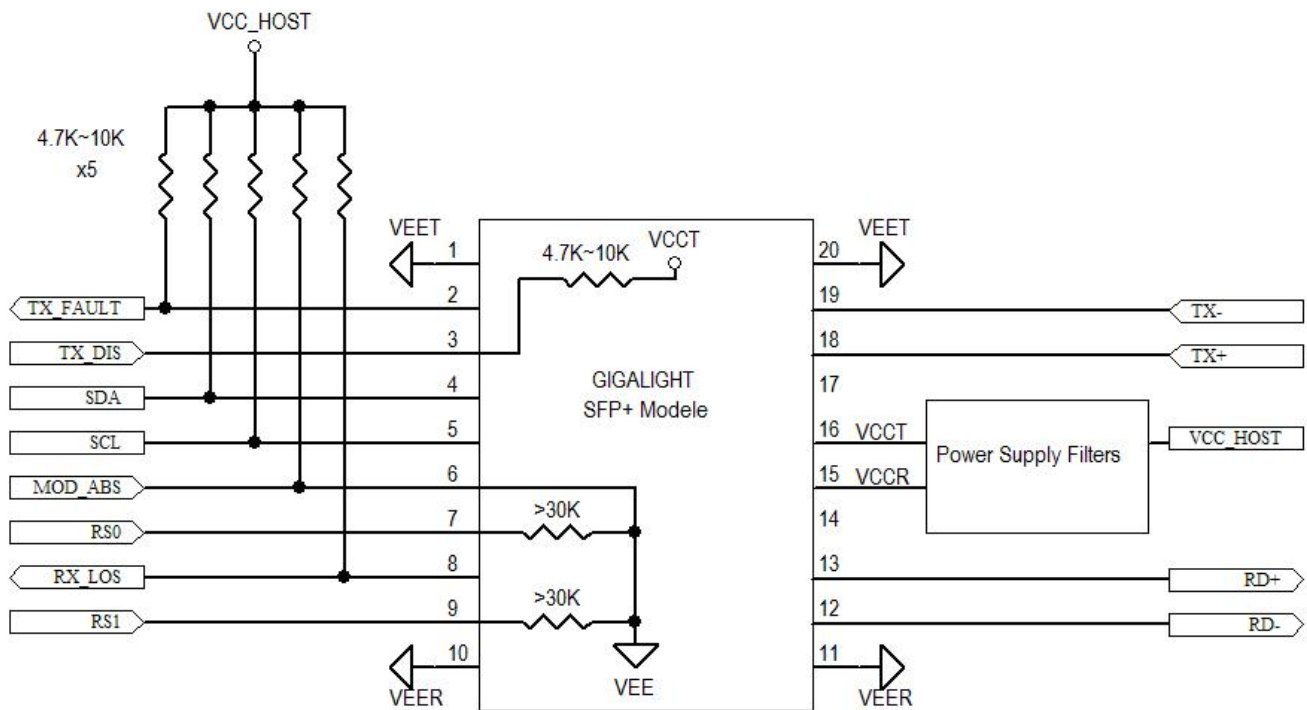 VCC_HOST
4.7K~10K
x5
VEET
1
4.7K~10K
VCCT
20
VEET
TX_FAULT
2
19
TX-
TX_DIS
3
18
TX+
SDA
4
GIGALIGHT
SFP+ Modele
17
SCL
5
16
VCCT
Power Supply Filters
VCC_HOST
MOD_ABS
6
15
VCCR
RS0
7
>30K
14
RX_LOS
8
13
RD+
RS1
9
>30K
12
RD-
10
VEER
VEE
11
VEER